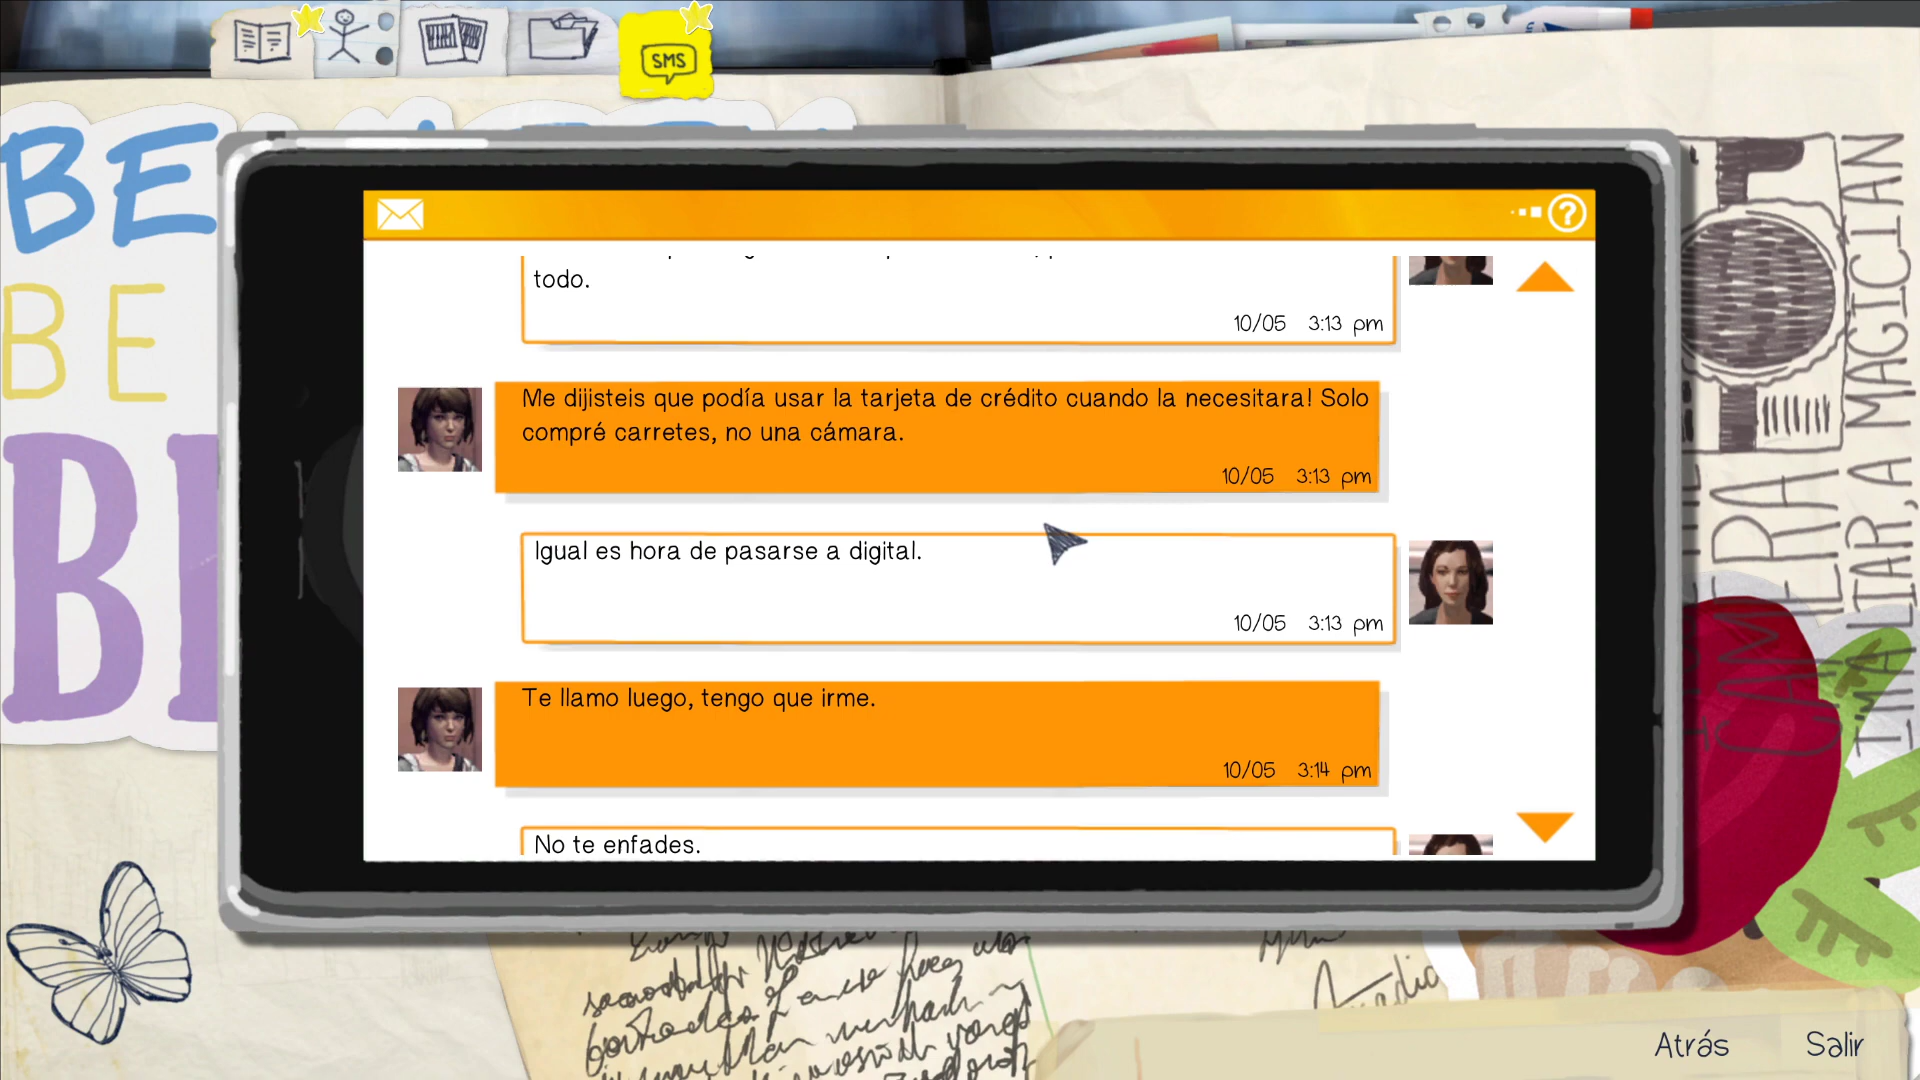 SMS
BE
BE
todo.
10/05 3:13 pm
Me dijisteis que podía usar la tarjeta de crédito cuando la necesitara! Solo
compré carretes, no una cámara.
10/05 3:13 pm
Igual es hora de pasarse a digital.
10/05 3:13 pm
Te llamo luego, tengo que irme.
10/05 3:14 pm
No te enfades.
A MAGICIAN
Atrás
Salir